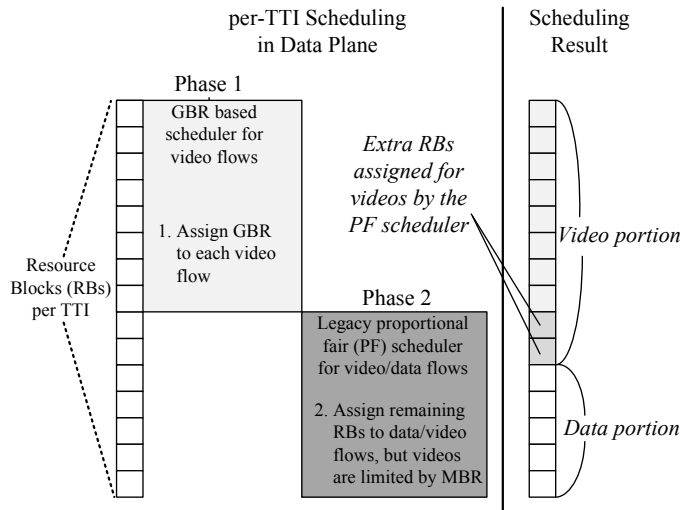 per-TTI Scheduling
in Data Plane
Scheduling
Result
Phase 1
GBR based
scheduler for
video flows
1. Assign GBR
to each video
flow
Extra RBs
assigned for
videos by the
PF scheduler
Video portion
Resource
Blocks (RBs)
per TTI
Phase 2
Legacy proportional
fair (PF) scheduler
for video/data flows
2. Assign remaining
RBs to data/video
flows, but videos
are limited by MBR
Data portion